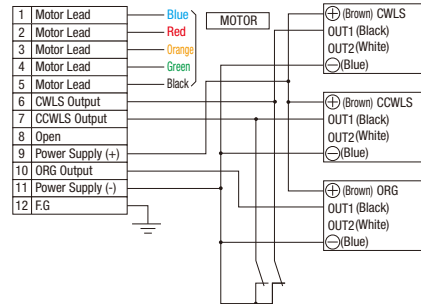 1 Motor Lead Blue
2 Motor Lead Red
3 Motor Lead Orange
4 Motor Lead Green
5 Motor Lead Black
6 CWLS Output
7 CCWLS Output
8 Open
9 Power Supply (+)
10 ORG Output
11 Power Supply (-)
12 F.G
MOTOR
⊕ (Brown) CWLS
OUT1 (Black)
OUT2 (White)
⊖ (Blue)
⊕ (Brown) CCWLS
OUT1 (Black)
OUT2 (White)
⊖ (Blue)
⊕ (Brown) ORG
OUT1 (Black)
OUT2 (White)
⊖ (Blue)